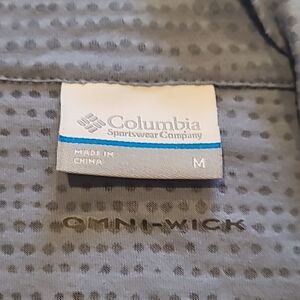 Columbia
Sportswear Company
MADE IN
CHINA
M
OMNI-WICK